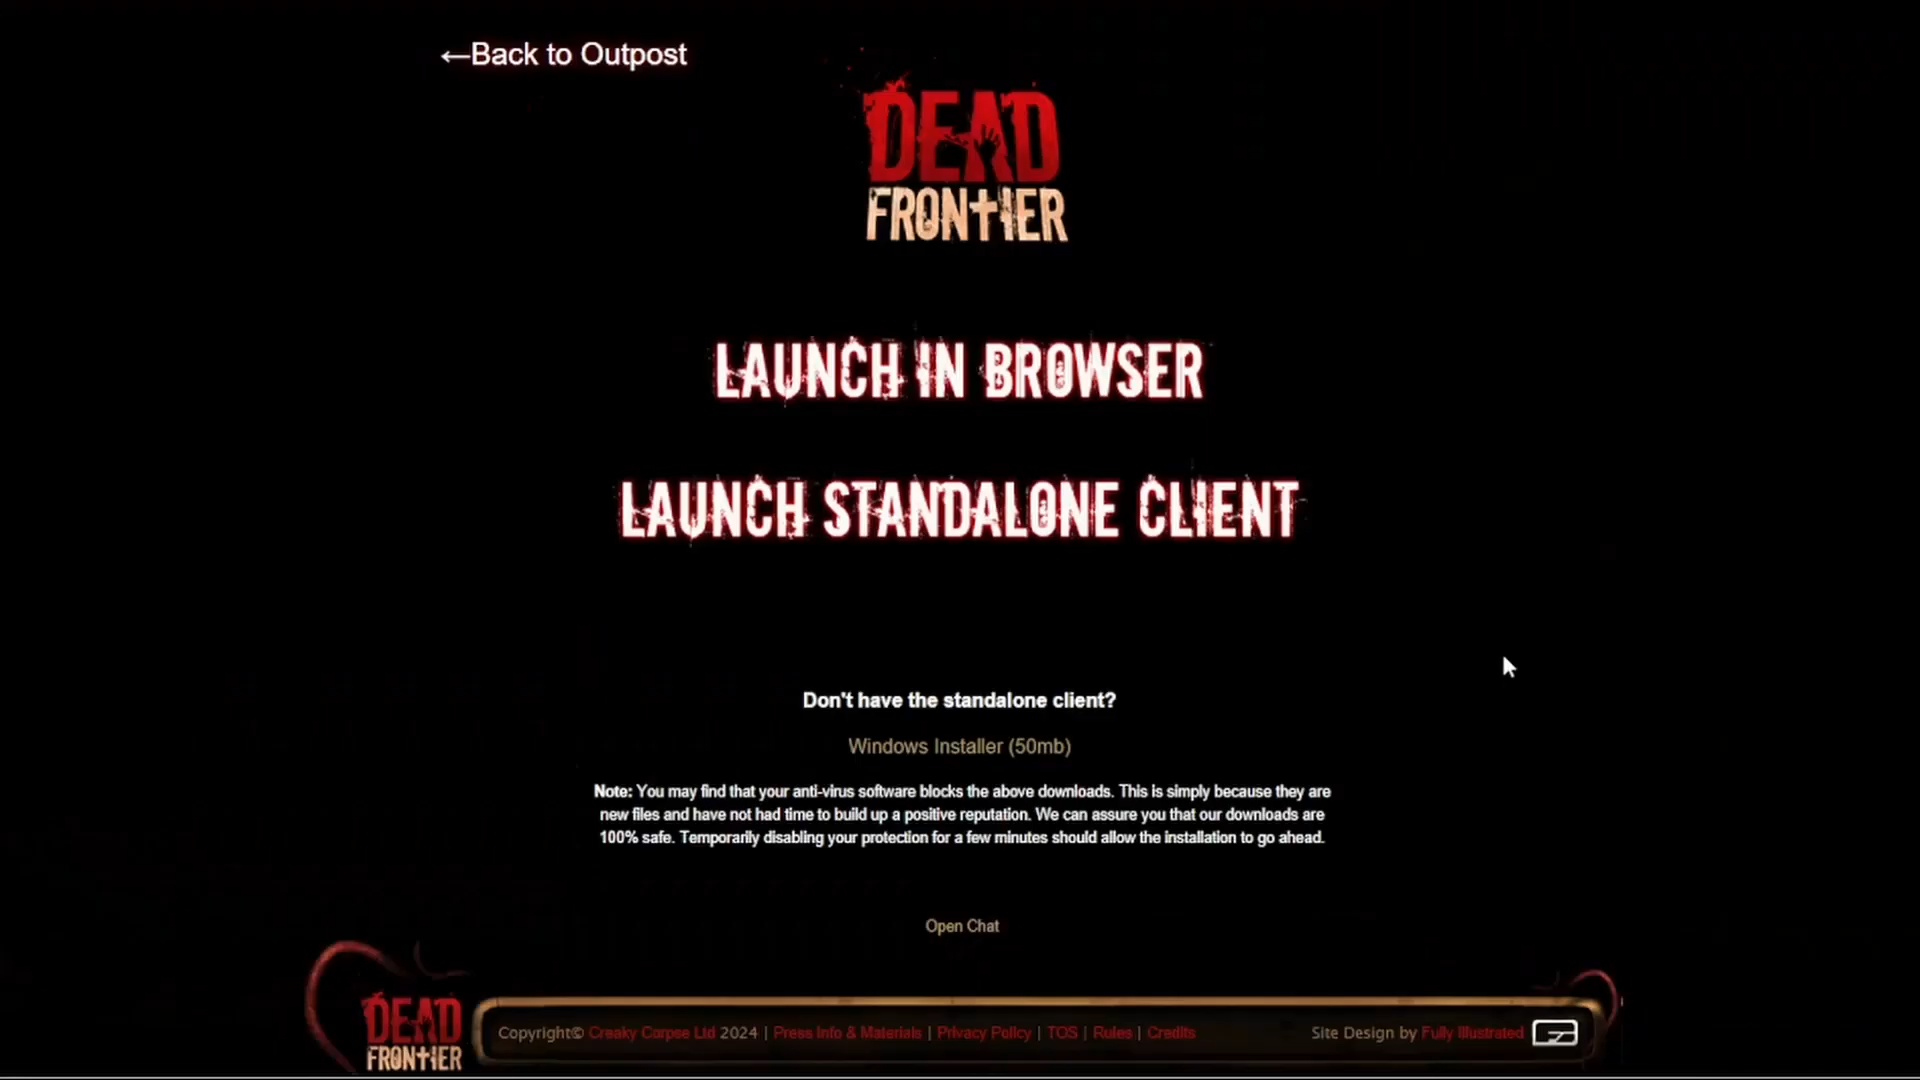 ←Back to Outpost
DEAD
FRONTIER
LAUNCH IN BROWSER
LAUNCH STANDALONE CLIENT
Don't have the standalone client?
Windows Installer (50mb)
Note: You may find that your anti-virus software blocks the above downloads. This is simply because they are
new files and have not had time to build up a positive reputation. We can assure you that our downloads are
100% safe. Temporarily disabling your protection for a few minutes should allow the installation to go ahead.
Open Chat
DEAD
FRONTIER
Copyright© Creaky Corpse Ltd 2024 | Press Info & Materials | Privacy Policy | TOS | Rules | Credits
Site Design by Fully Illustrated